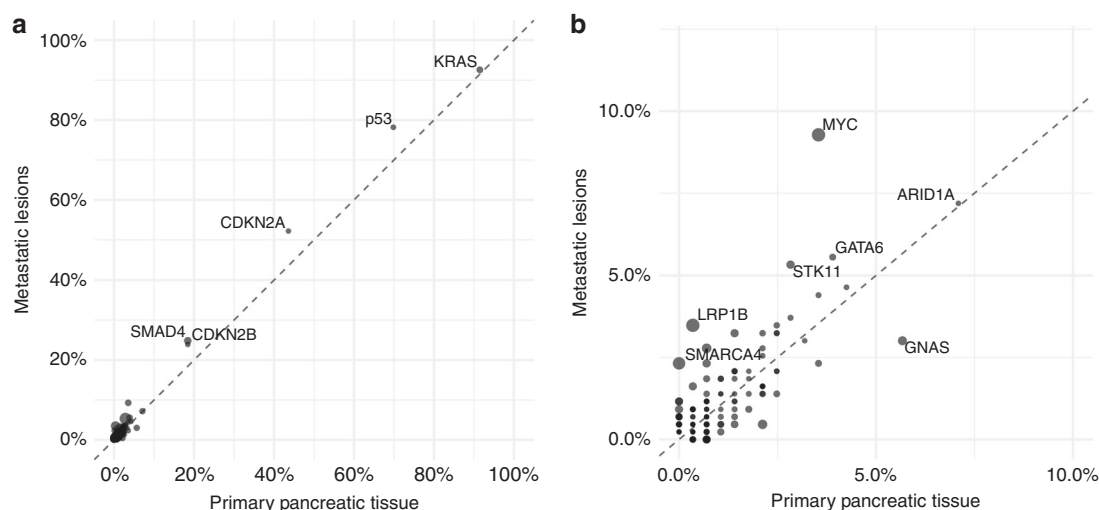 a
100%
80%
60%
40%
20%
0%
Metastatic lesions
KRAS
p53
CDKN2A
SMAD4
CDKN2B
0%
20%
40%
60%
80%
100%
Primary pancreatic tissue
b
10.0%
5.0%
0.0%
Metastatic lesions
MYC
ARID1A
GATA6
STK11
LRP1B
SMARCA4
GNAS
0.0%
5.0%
10.0%
Primary pancreatic tissue